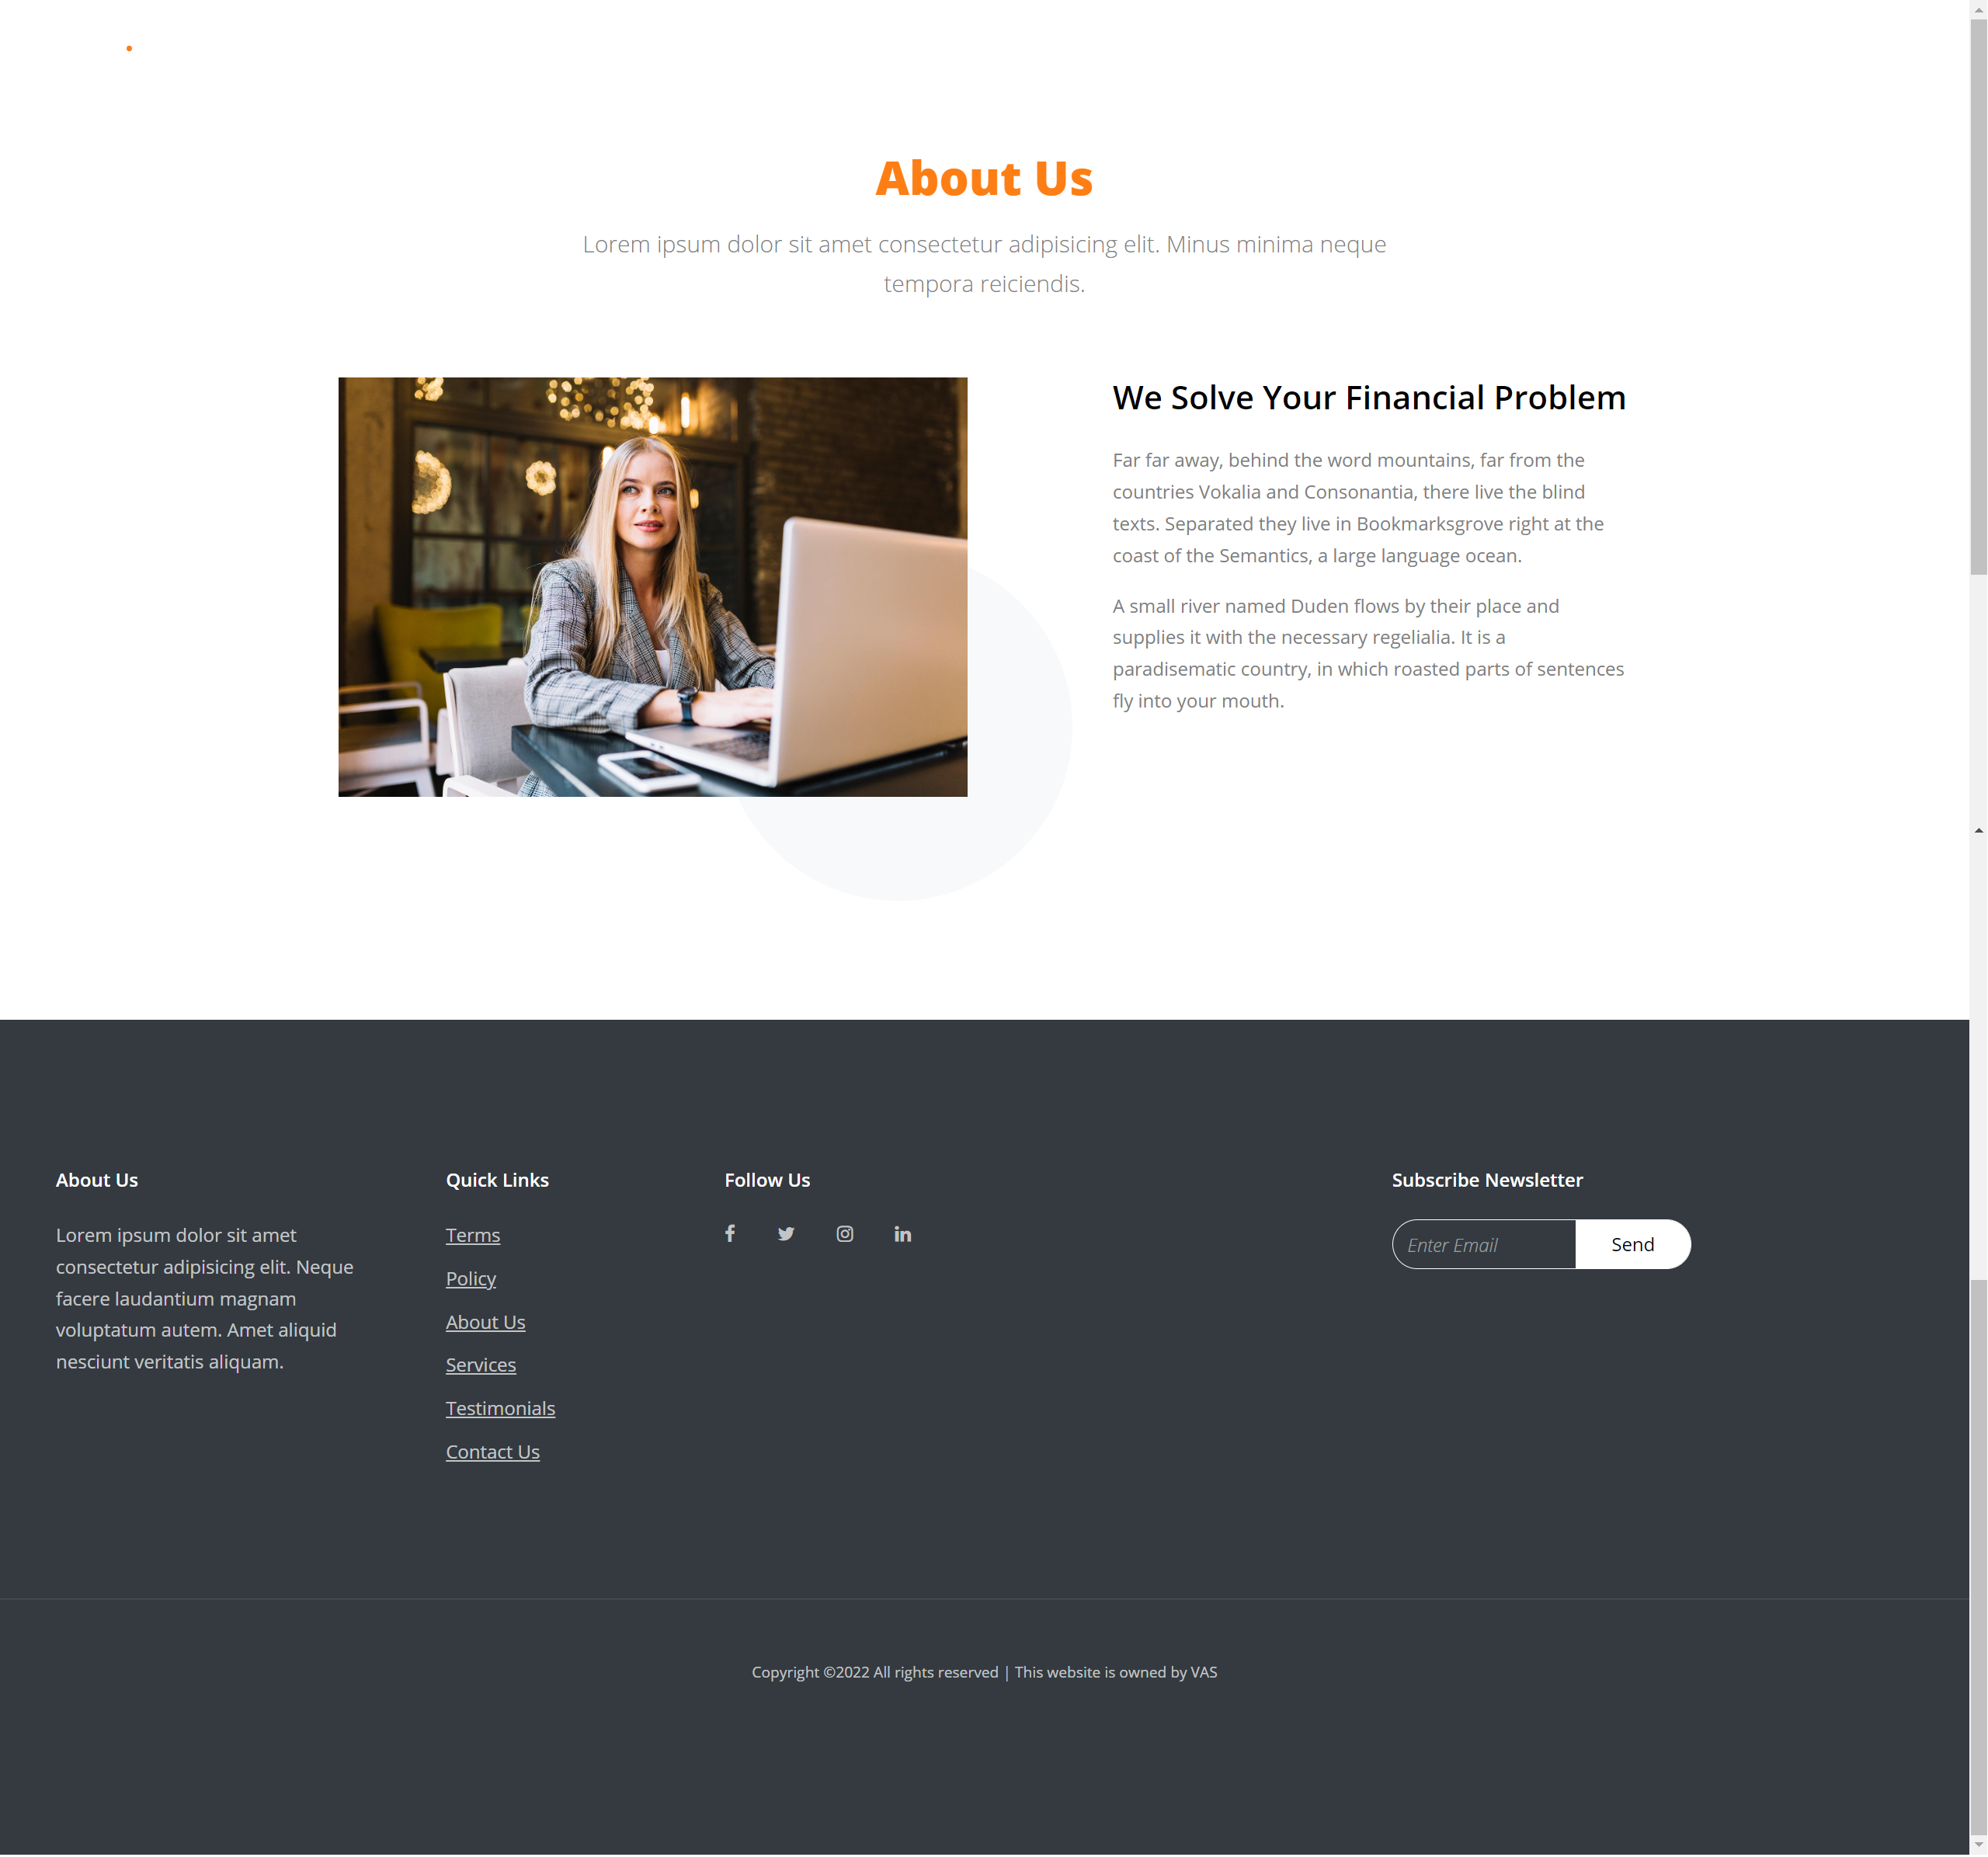 About Us
Lorem ipsum dolor sit amet consectetur adipisicing elit. Minus minima neque
tempora reiciendis.
We Solve Your Financial Problem
Far far away, behind the word mountains, far from the
countries Vokalia and Consonantia, there live the blind
texts. Separated they live in Bookmarksgrove right at the
coast of the Semantics, a large language ocean.
A small river named Duden flows by their place and
supplies it with the necessary regelialia. It is a
paradisematic country, in which roasted parts of sentences
fly into your mouth.
About Us
Lorem ipsum dolor sit amet
consectetur adipisicing elit. Neque
facere laudantium magnam
voluptatum autem. Amet aliquid
nesciunt veritatis aliquam.
Quick Links
Terms
Policy
About Us
Services
Testimonials
Contact Us
Follow Us
Subscribe Newsletter
Enter Email
Send
Copyright ©2022 All rights reserved | This website is owned by VAS